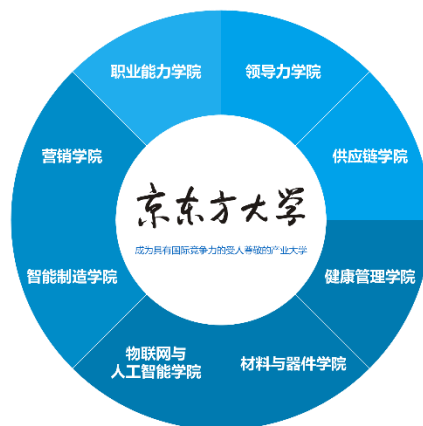 职业能力学院
领导力学院
营销学院
供应链学院
京东方大学
成为具有国际竞争力的受人尊敬的产业大学
智能制造学院
健康管理学院
物联网与
人工智能学院
材料与器件学院